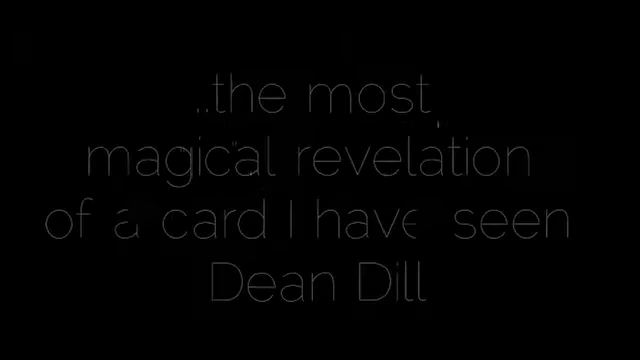 ..the most
magical revelation
of a card I have seen
Dean Dill